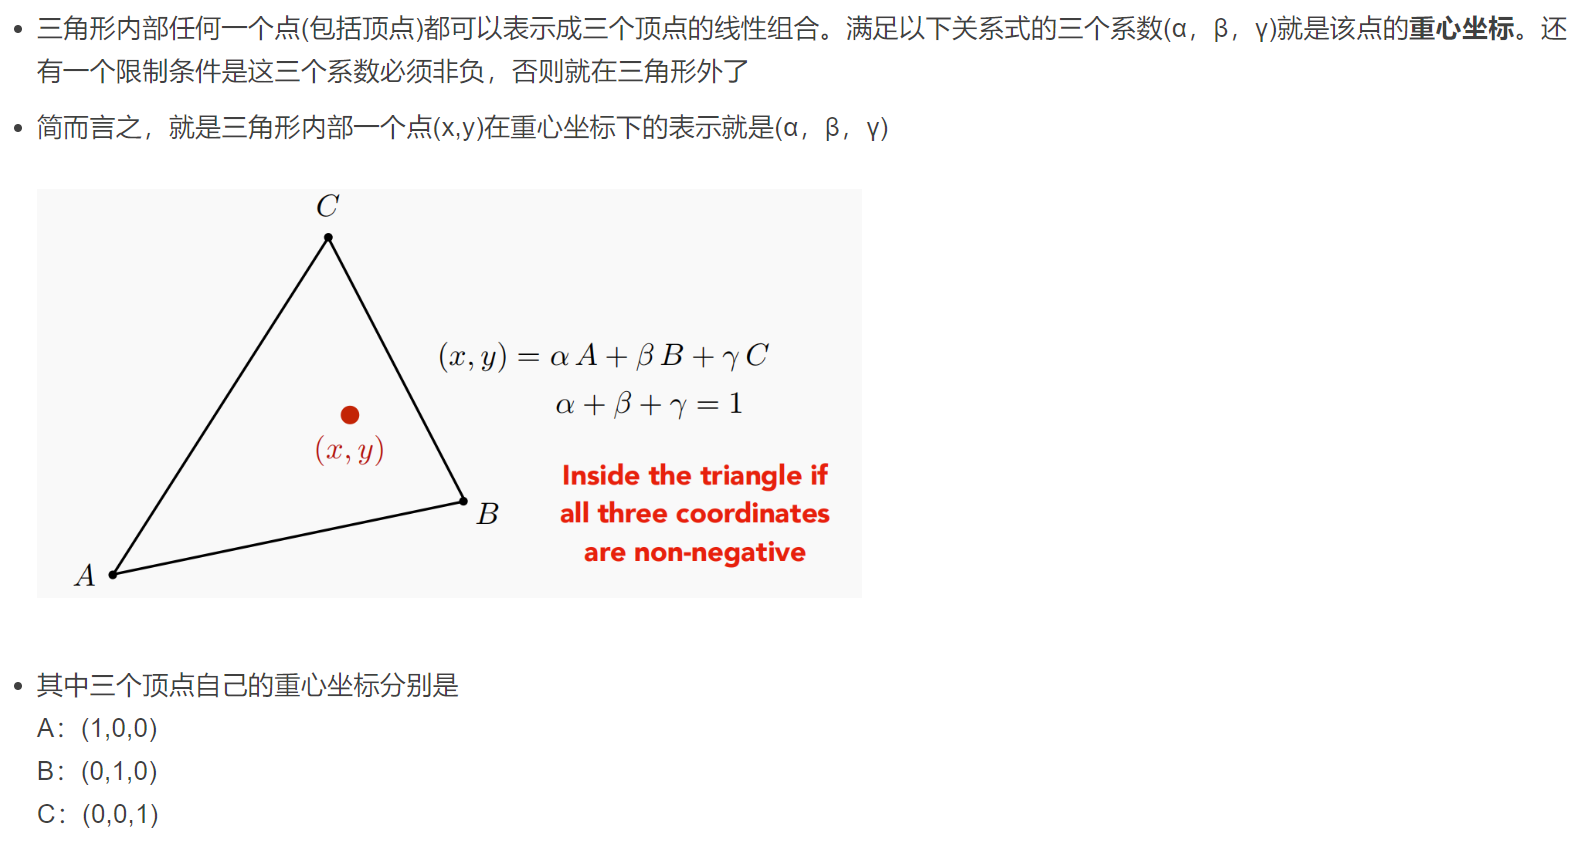 • 三角形内部任何一个点(包括顶点)都可以表示成三个顶点的线性组合。满足以下关系式的三个系数(α，β，γ)就是该点的重心坐标。还
有一个限制条件是这三个系数必须非负，否则就在三角形外了
• 简而言之，就是三角形内部一个点(x,y)在重心坐标下的表示就是(α，β，γ)
C
(x, y) = α A + β B + γ C
α + β + γ = 1
(x, y)
Inside the triangle if
all three coordinates
are non-negative
B
A
• 其中三个顶点自己的重心坐标分别是
A：(1,0,0)
B：(0,1,0)
C：(0,0,1)